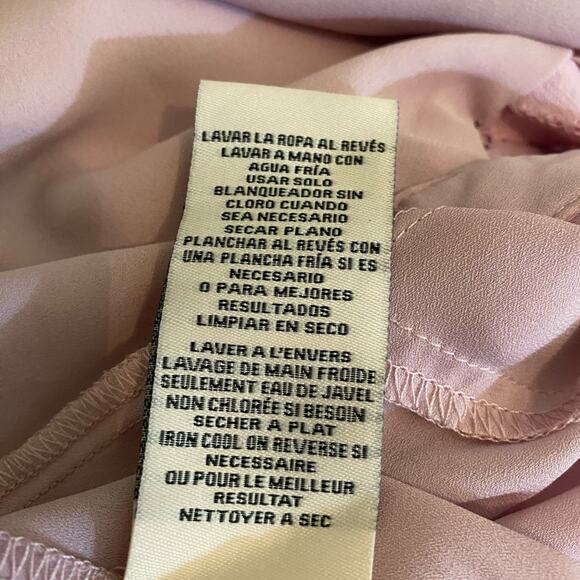 LAVAR LA ROPA AL REVÉS
LAVAR A MANO CON
AGUA FRÍA
USAR SOLO
BLANQUEADOR SIN
CLORO CUANDO
SEA NECESARIO
SECAR PLANO
PLANCHAR AL REVÉS CON
UNA PLANCHA FRÍA SI ES
NECESARIO
O PARA MEJORES
RESULTADOS
LIMPIAR EN SECO
LAVER A L'ENVERS
LAVAGE DE MAIN FROIDE
SEULEMENT EAU DE JAVEL
NON CHLORÉE SI BESOIN
SECHER A PLAT
IRON COOL ON REVERSE SI
NECESSAIRE
OU POUR LE MEILLEUR
RESULTAT
NETTOYER A SEC